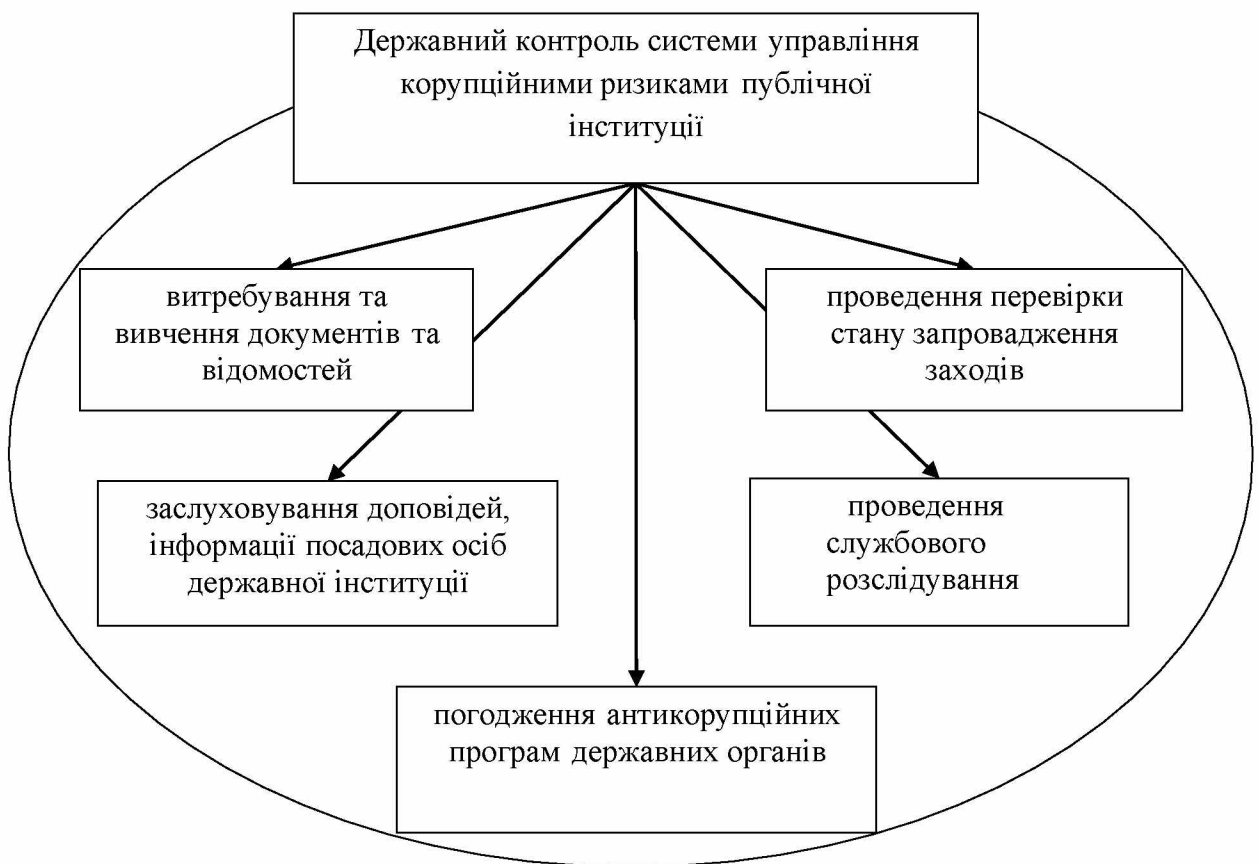 Державний контроль системи управління
корупційними ризиками публічної
інституції
витребування та
вивчення документів та
відомостей
проведення перевірки
стану запровадження
заходів
заслуховування доповідей,
інформації посадових осіб
державної інституції
проведення
службового
розслідування
погодження антикорупційних
програм державних органів